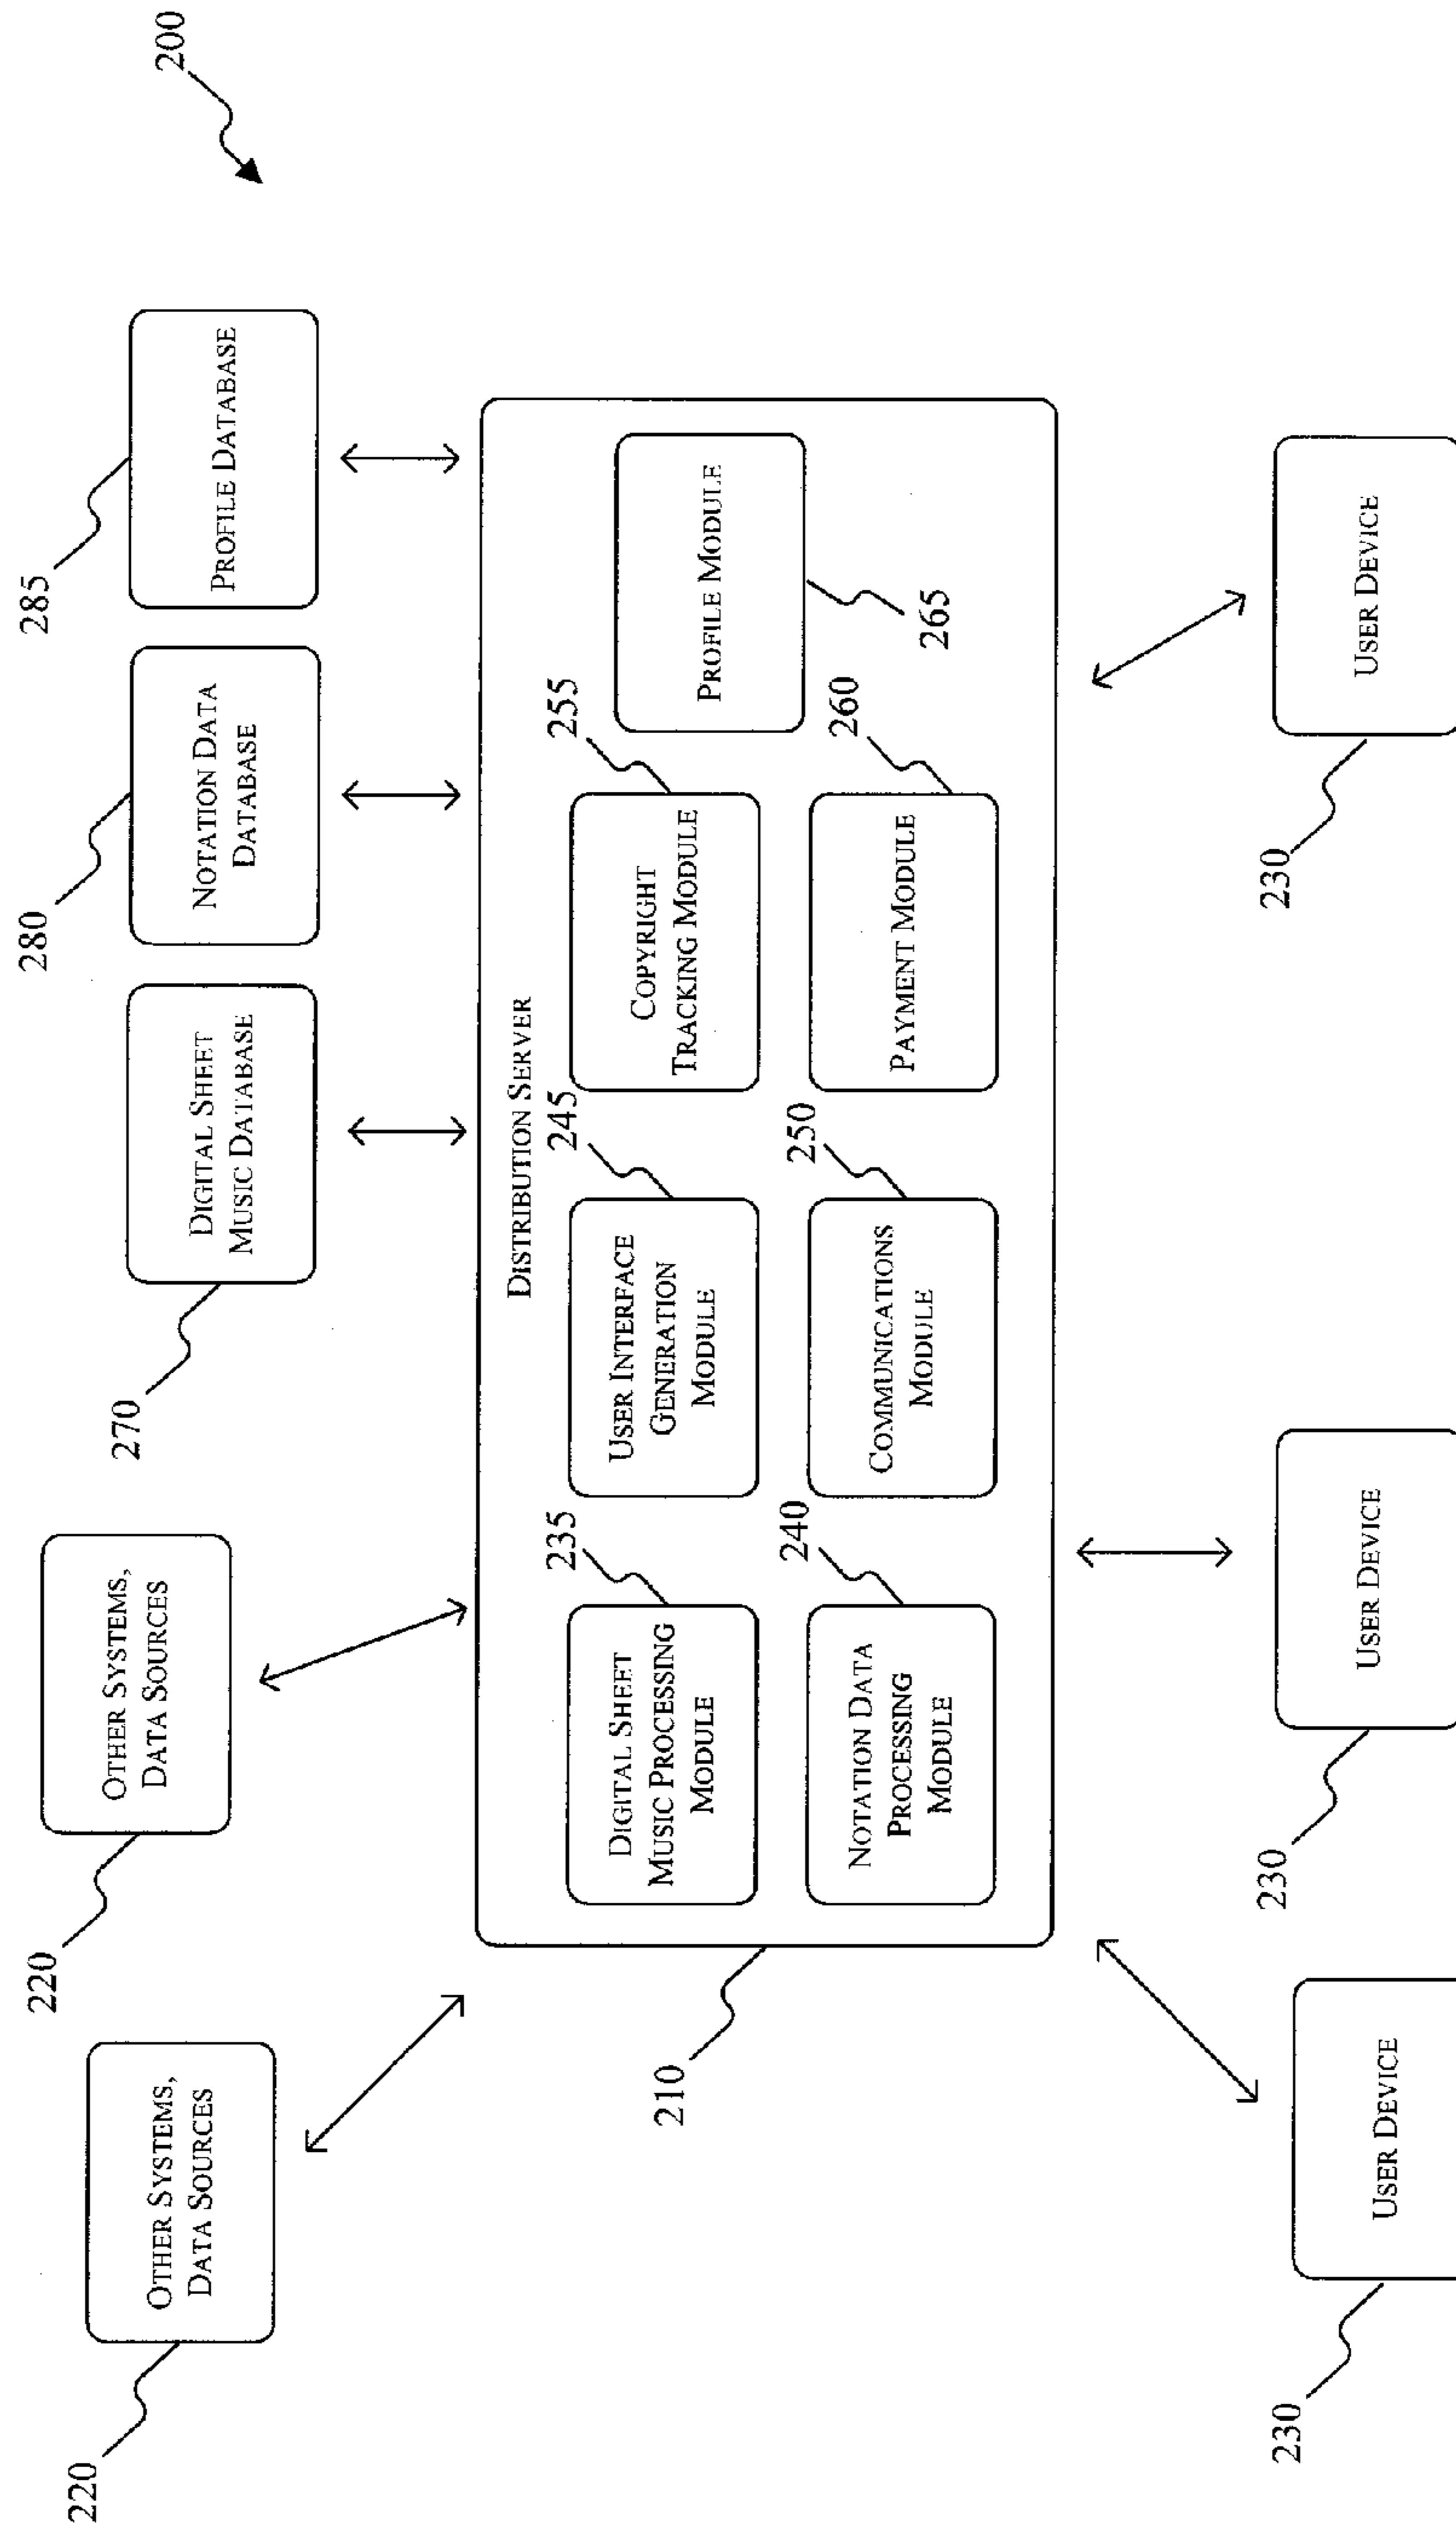 200
220
OTHER SYSTEMS,
DATA SOURCES
220
OTHER SYSTEMS,
DATA SOURCES
270
DIGITAL SHEET
MUSIC DATABASE
280
NOTATION DATA
DATABASE
285
PROFILE DATABASE
210
DISTRIBUTION SERVER
235
DIGITAL SHEET
MUSIC PROCESSING
MODULE
245
USER INTERFACE
GENERATION
MODULE
255
COPYRIGHT
TRACKING MODULE
PROFILE MODULE
265
240
NOTATION DATA
PROCESSING
MODULE
250
COMMUNICATIONS
MODULE
260
PAYMENT MODULE
230
USER DEVICE
230
USER DEVICE
230
USER DEVICE